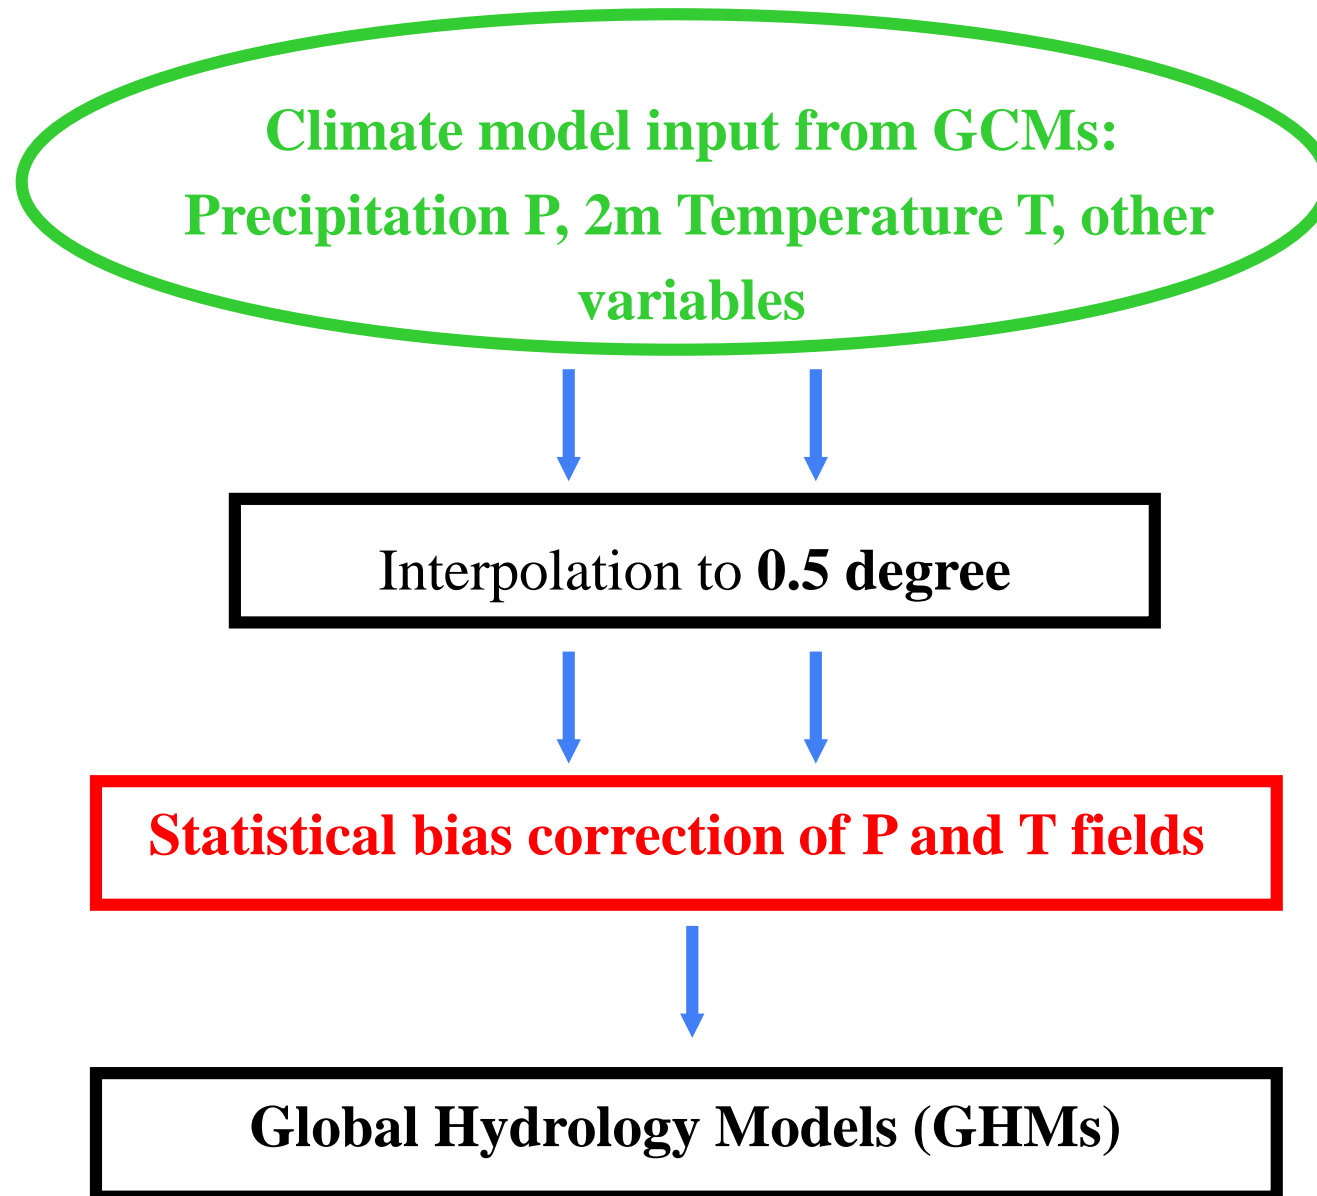 Climate model input from GCMs:
Precipitation P, 2m Temperature T, other
variables
Interpolation to 0.5 degree
Statistical bias correction of P and T fields
Global Hydrology Models (GHMs)